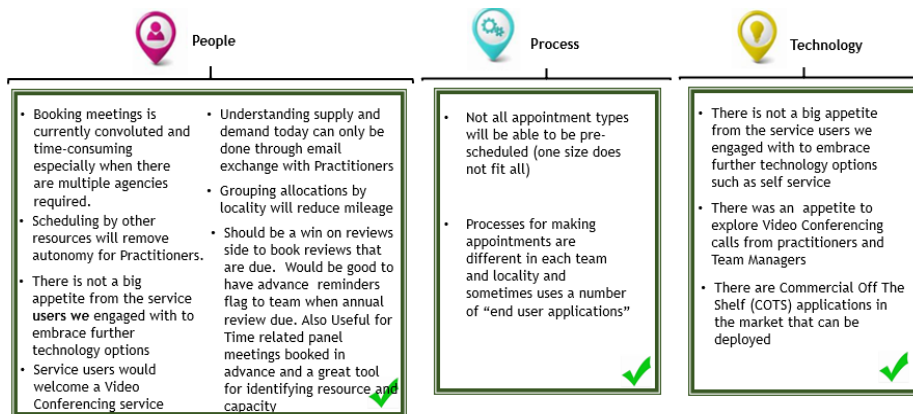 People
• Booking meetings is
currently convoluted and
time-consuming
especially when there
are multiple agencies
required.
• Scheduling by other
resources will remove
autonomy for Practitioners.
• There is not a big
appetite from the service
users we engaged with to
embrace further
technology options
• Service users would
welcome a Video
Conferencing service
• Understanding supply and
demand today can only be
done through email
exchange with Practitioners
• Grouping allocations by
locality will reduce mileage
• Should be a win on reviews
side to book reviews that
are due. Would be good to
have advance reminders
flag to team when annual
review due. Also Useful for
Time related panel
meetings booked in
advance and a great tool
for identifying resource and
capacity
Process
• Not all appointment types
will be able to be pre-
scheduled (one size does
not fit all)
• Processes for making
appointments are
different in each team
and locality and
sometimes uses a number
of “end user applications”
Technology
• There is not a big appetite
from the service users we
engaged with to embrace
further technology options
such as self service
• There was an appetite to
explore Video Conferencing
calls from practitioners and
Team Managers
• There are Commercial Off The
Shelf (COTS) applications in
the market that can be
deployed